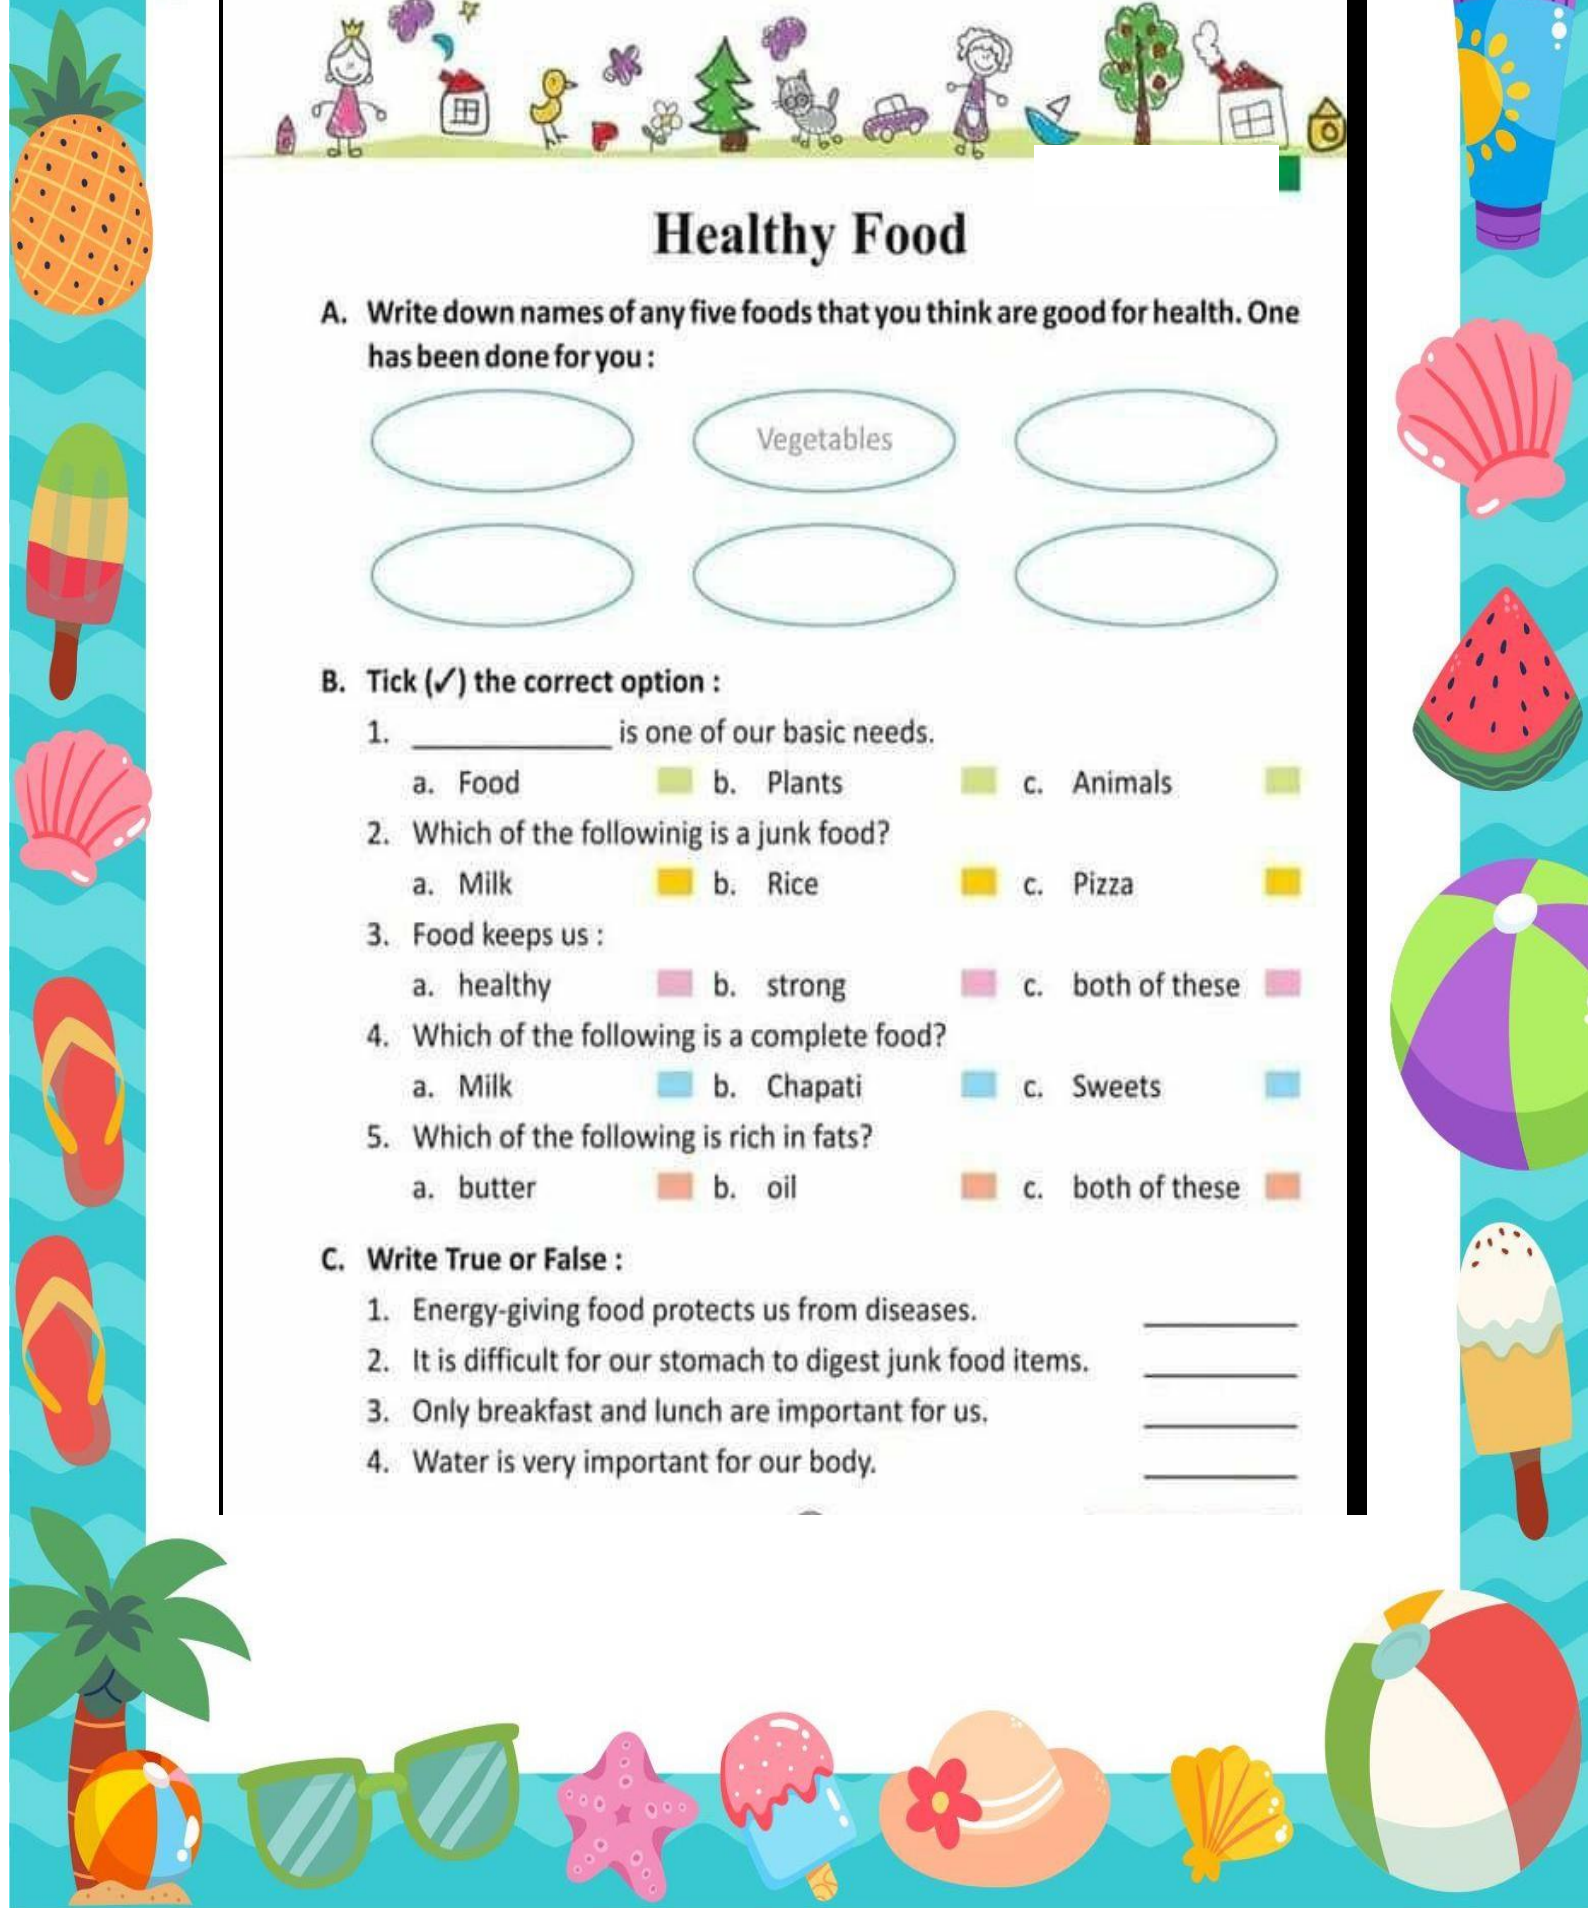 Healthy Food
A. Write down names of any five foods that you think are good for health. One
has been done for you :
Vegetables
B. Tick (✓) the correct option :
1. ____________ is one of our basic needs.
a. Food b. Plants c. Animals
2. Which of the followinig is a junk food?
a. Milk b. Rice c. Pizza
3. Food keeps us :
a. healthy b. strong c. both of these
4. Which of the following is a complete food?
a. Milk b. Chapati c. Sweets
5. Which of the following is rich in fats?
a. butter b. oil c. both of these
C. Write True or False :
1. Energy-giving food protects us from diseases. __________
2. It is difficult for our stomach to digest junk food items. __________
3. Only breakfast and lunch are important for us. __________
4. Water is very important for our body. __________